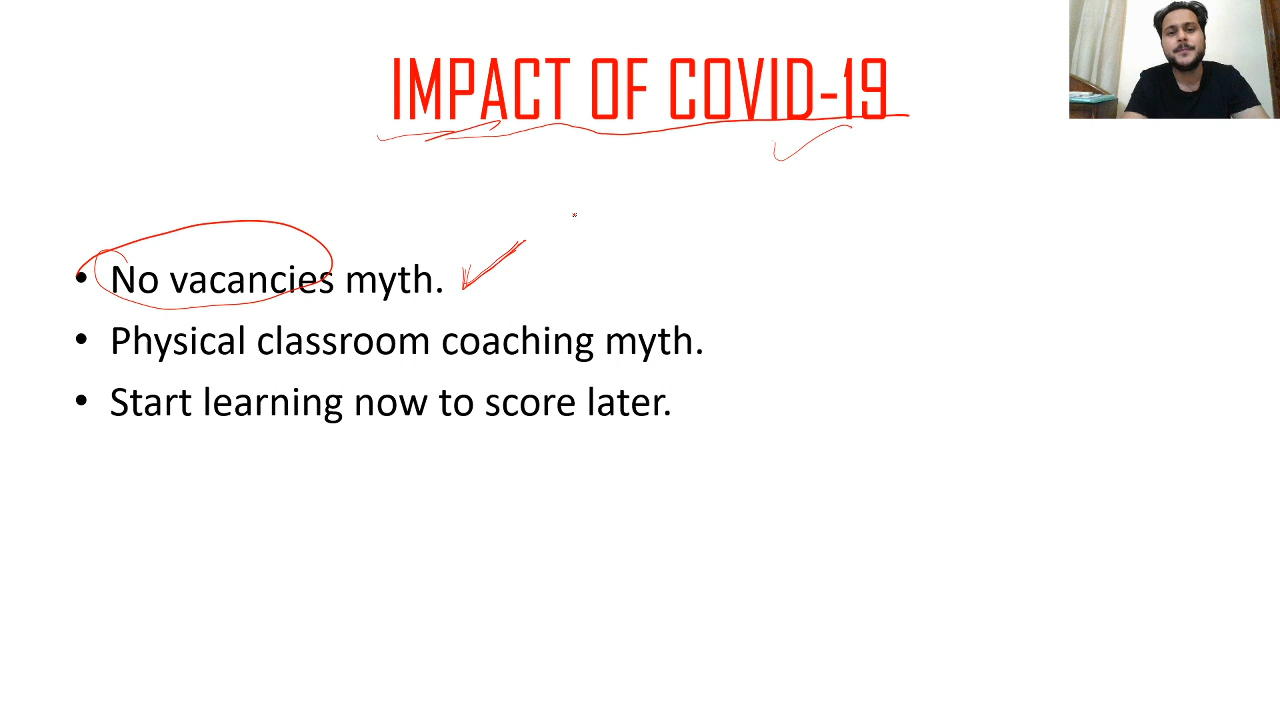 IMPACT OF COVID-19
• No vacancies myth.
• Physical classroom coaching myth.
• Start learning now to score later.